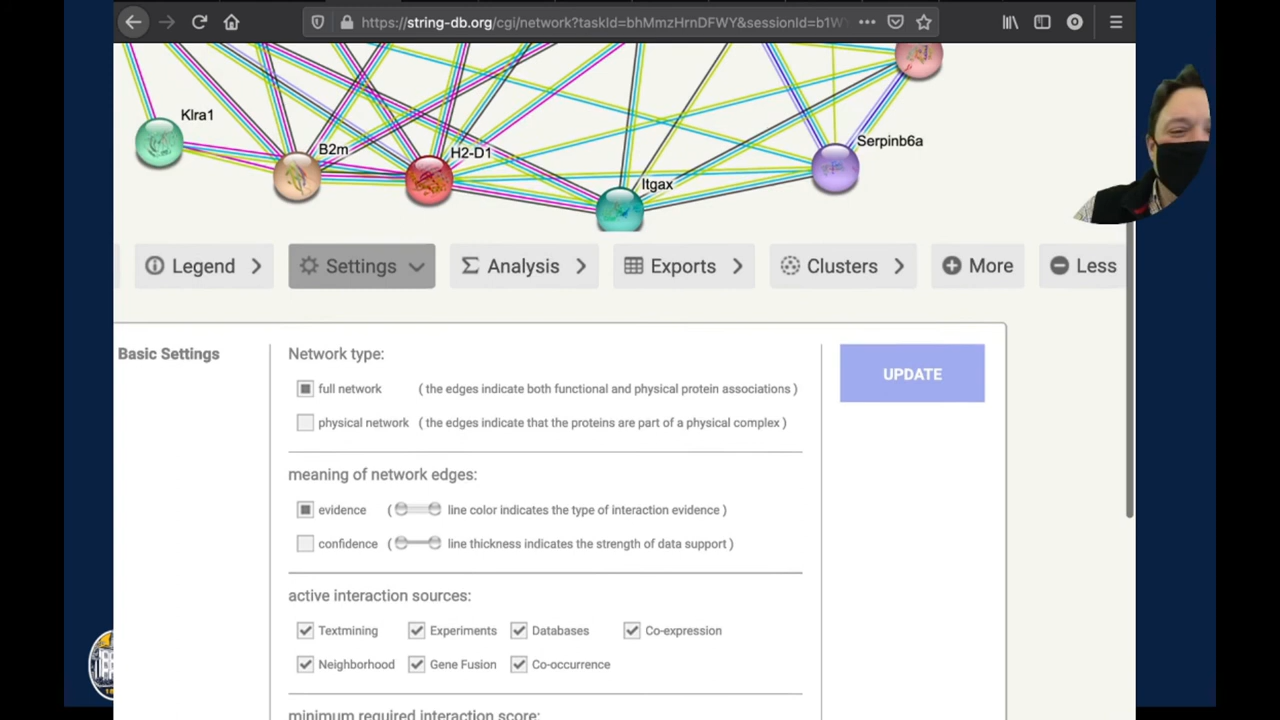 https://string-db.org/cgi/network?taskId=bhMmzHrnDFWY&sessionId=b1W
Klra1
B2m
H2-D1
Itgax
Serpinb6a
Legend
Settings
Analysis
Exports
Clusters
More
Less
Basic Settings
Network type:
full network ( the edges indicate both functional and physical protein associations )
physical network ( the edges indicate that the proteins are part of a physical complex )
UPDATE
meaning of network edges:
evidence ( line color indicates the type of interaction evidence )
confidence ( line thickness indicates the strength of data support )
active interaction sources:
Textmining Experiments Databases Co-expression
Neighborhood Gene Fusion Co-occurrence
minimum required interaction score: